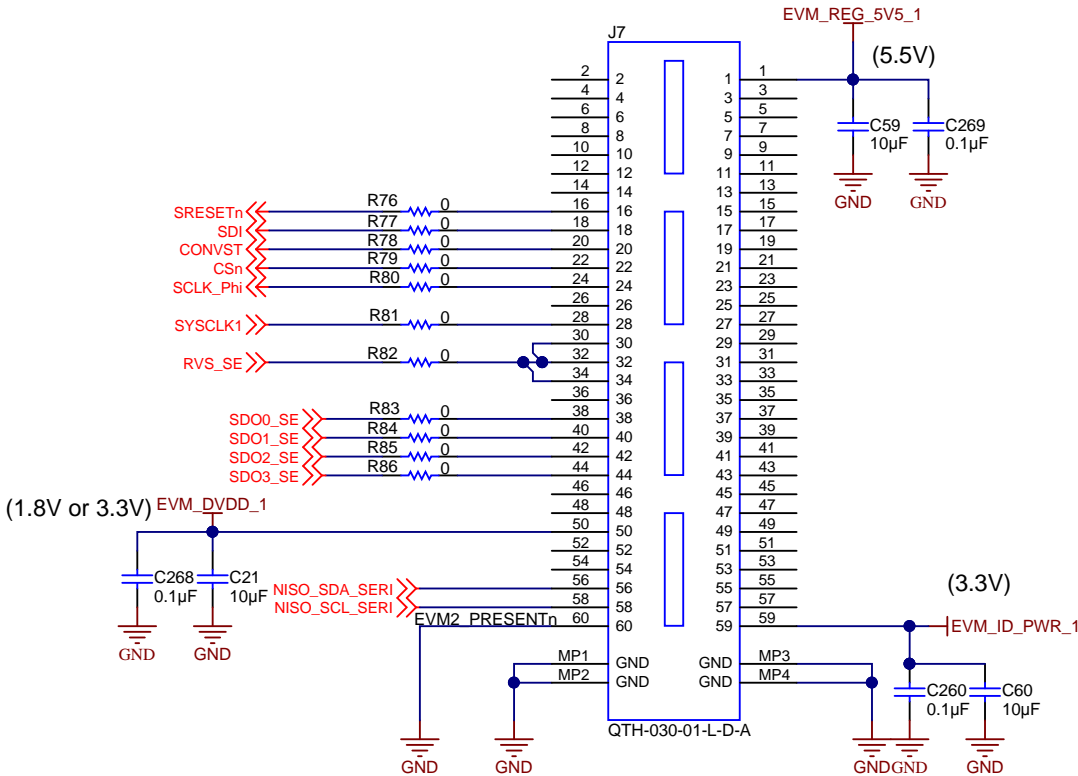 EVM_REG_5V5_1
J7
(5.5V)
2 2 1 1
4 4 3 3
6 6 5 5
8 8 7 7
10 10 9 9
12 12 11 11
14 14 13 13
C59
10µF
C269
0.1µF
GND GND
SRESETn R76 0 16 16 15 15
SDI R77 0 18 18 17 17
CONVST R78 0 20 20 19 19
CSn R79 0 22 22 21 21
SCLK_Phi R80 0 24 24 23 23
26 26 25 25
SYSCLK1 R81 0 28 28 27 27
30 30 29 29
RVS_SE R82 0 32 32 31 31
34 34 33 33
36 36 35 35
SDO0_SE R83 0 38 38 37 37
SDO1_SE R84 0 40 40 39 39
SDO2_SE R85 0 42 42 41 41
SDO3_SE R86 0 44 44 43 43
46 46 45 45
48 48 47 47
(1.8V or 3.3V) EVM_DVDD_1
50 50 49 49
52 52 51 51
54 54 53 53
C268
0.1µF
C21
10µF
GND GND
NISO_SDA_SERI 56 56 55 55
NISO_SCL_SERI 58 58 57 57
EVM2_PRESENTn 60 60 59 59
(3.3V)
EVM_ID_PWR_1
MP1 GND GND MP3
MP2 GND GND MP4
C260
0.1µF
C60
10µF
QTH-030-01-L-D-A
GND GND GND GND GND